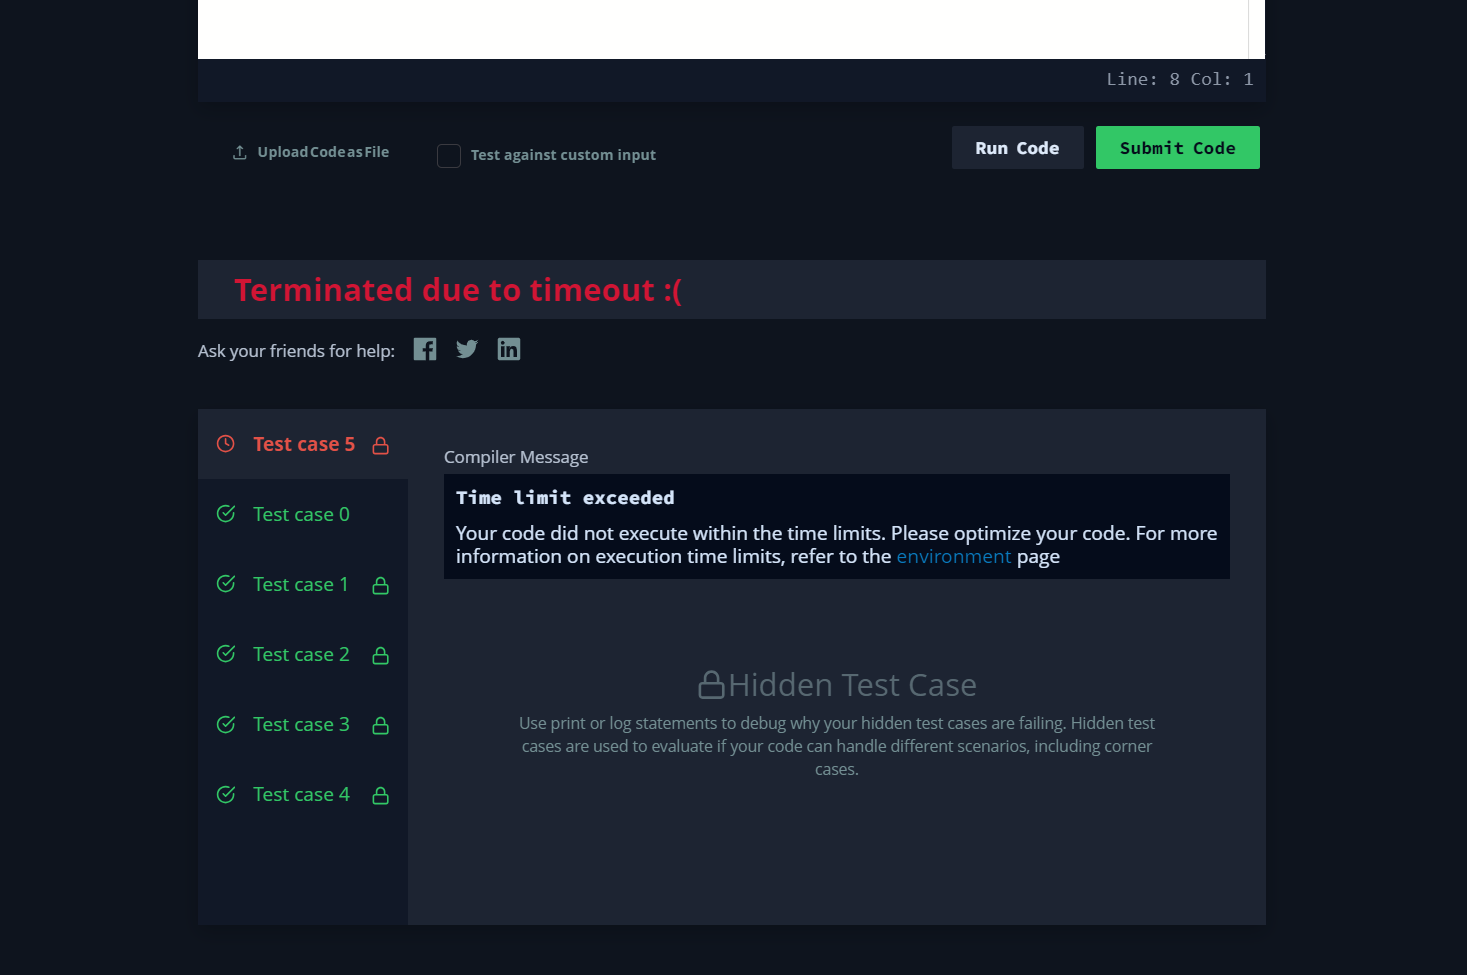 Line: 8 Col: 1
Upload Code as File
Test against custom input
Run Code
Submit Code
Terminated due to timeout :(
Ask your friends for help:
Test case 5
Test case 0
Test case 1
Test case 2
Test case 3
Test case 4
Compiler Message
Time limit exceeded
Your code did not execute within the time limits. Please optimize your code. For more
information on execution time limits, refer to the environment page
Hidden Test Case
Use print or log statements to debug why your hidden test cases are failing. Hidden test
cases are used to evaluate if your code can handle different scenarios, including corner
cases.